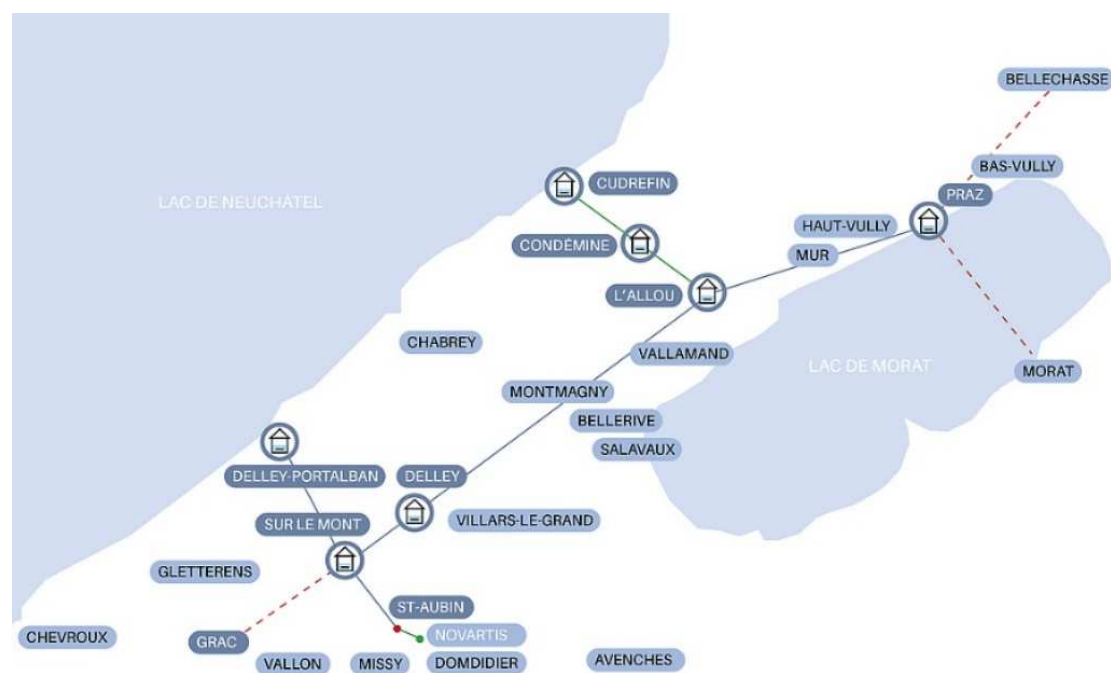 BELLECHASSE
BAS-VULLY
CUDREFIN
PRAZ
LAC DE NEUCHÂTEL
HAUT-VULLY
CONDÉMINE
MUR
L'ALLOU
CHABREY
VALLAMAND
LAC DE MORAT
MORAT
MONTMAGNY
BELLERIVE
SALAVAUX
DELLEY-PORTALBAN
DELLEY
SUR LE MONT
VILLARS-LE-GRAND
GLETTERENS
ST-AUBIN
CHEVROUX
GRAC
NOVARTIS
VALLON
MISSY
DOMDIDIER
AVENCHES